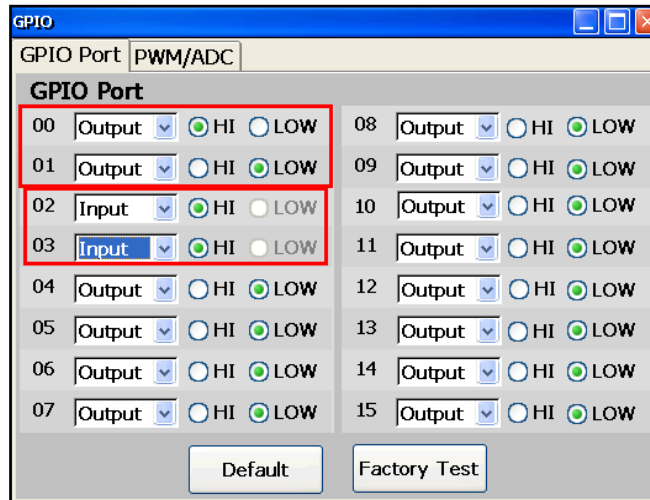 GPIO
GPIO Port PWM/ADC
GPIO Port
00 Output HI LOW 08 Output HI LOW
01 Output HI LOW 09 Output HI LOW
02 Input HI LOW 10 Output HI LOW
03 Input HI LOW 11 Output HI LOW
04 Output HI LOW 12 Output HI LOW
05 Output HI LOW 13 Output HI LOW
06 Output HI LOW 14 Output HI LOW
07 Output HI LOW 15 Output HI LOW
Default Factory Test